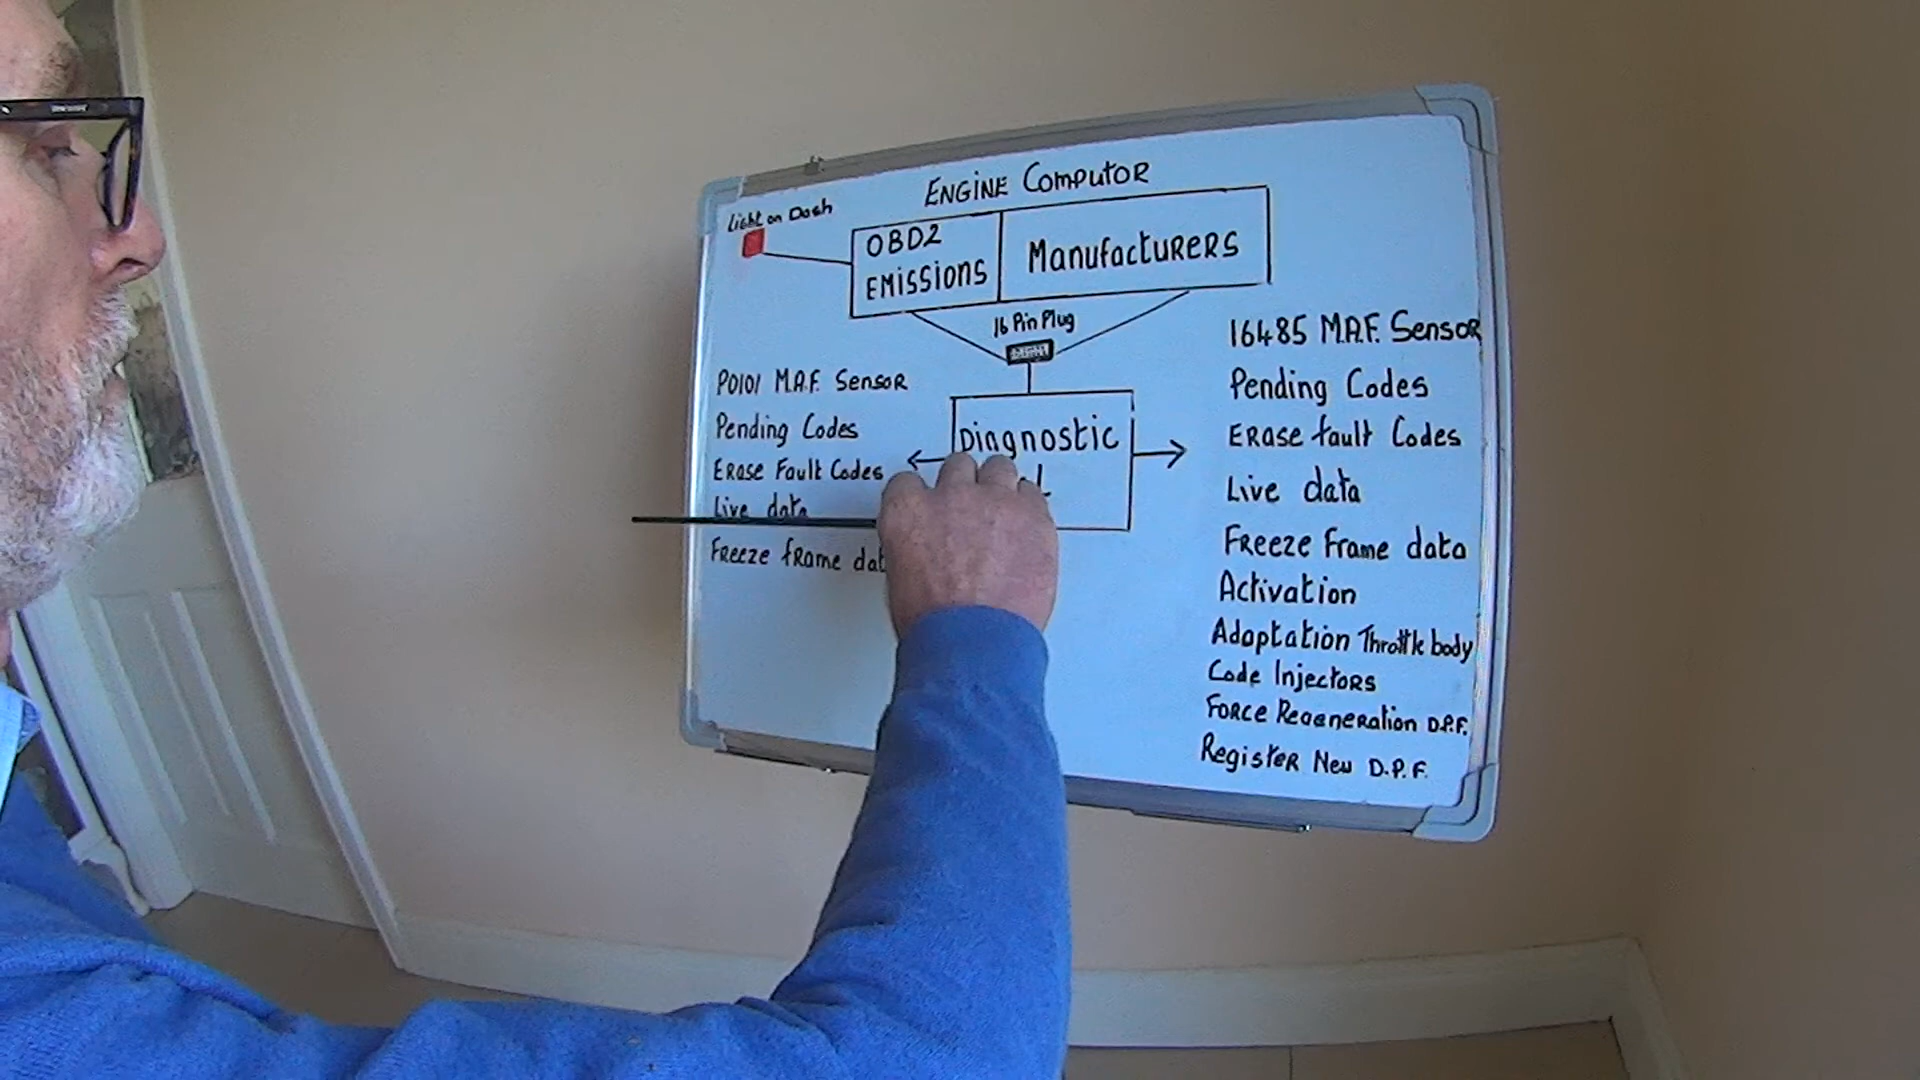 ENGINE COMPUTOR
Light on Dash
OBD2
EMISSIONS
MANUFACTURERS
16 Pin Plug
P0101 M.A.F. Sensor
Pending Codes
Erase Fault Codes
Live data
Freeze frame
Diagnostic
16485 M.A.F. Sensor
Pending Codes
Erase fault Codes
Live data
Freeze Frame data
Activation
Adaptation Throttle body
Code Injectors
Force Regeneration D.P.F.
Register New D.P.F.